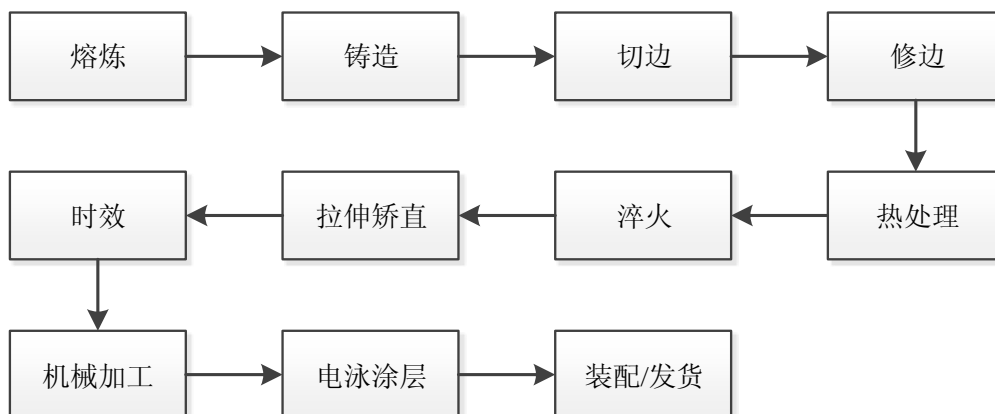 熔炼
铸造
切边
修边
热处理
淬火
拉伸矫直
时效
机械加工
电泳涂层
装配/发货